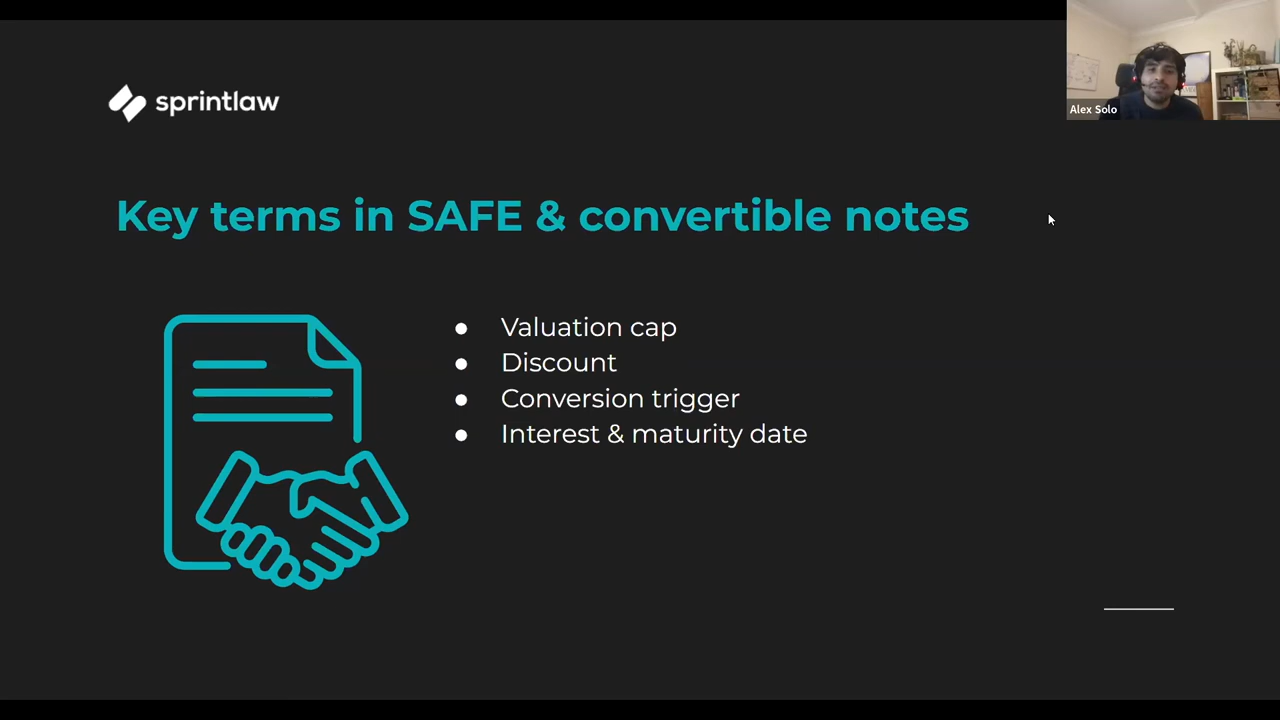 sprintlaw
Alex Solo
Key terms in SAFE & convertible notes
● Valuation cap
● Discount
● Conversion trigger
● Interest & maturity date